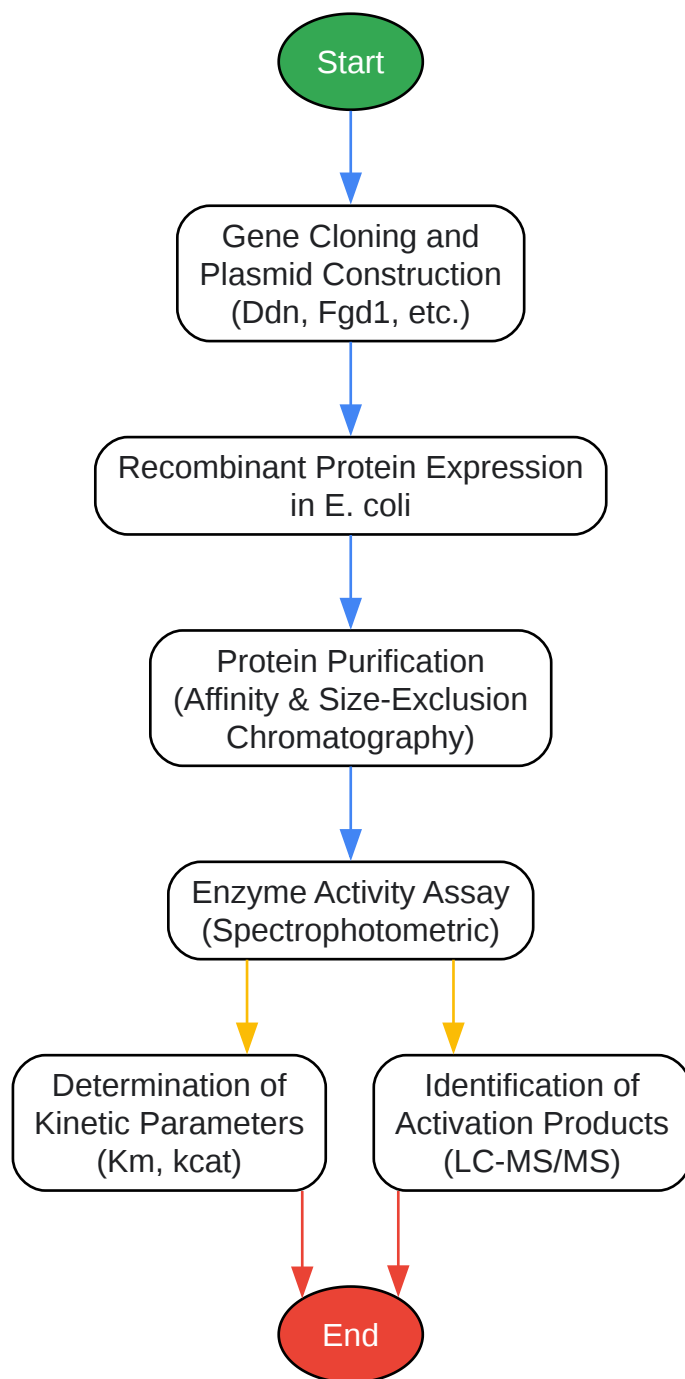 Start
Gene Cloning and
Plasmid Construction
(Ddn, Fgd1, etc.)
Recombinant Protein Expression
in E. coli
Protein Purification
(Affinity & Size-Exclusion
Chromatography)
Enzyme Activity Assay
(Spectrophotometric)
Determination of
Kinetic Parameters
(Km, kcat)
Identification of
Activation Products
(LC-MS/MS)
End